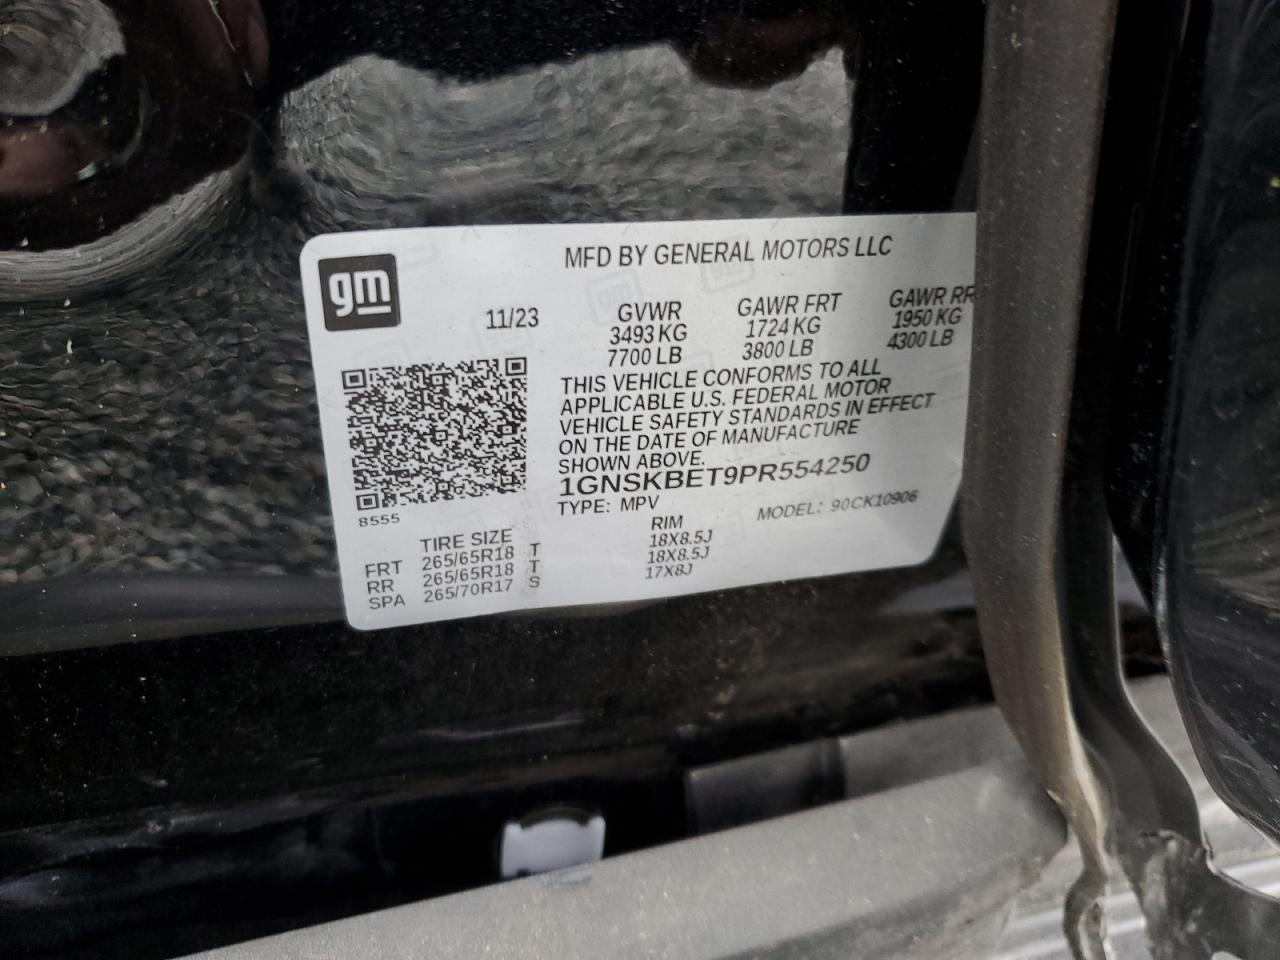 gm
MFD BY GENERAL MOTORS LLC
11/23 GVWR GAWR FRT GAWR RR
3493 KG 1724 KG 1950 KG
7700 LB 3800 LB 4300 LB
THIS VEHICLE CONFORMS TO ALL
APPLICABLE U.S. FEDERAL MOTOR
VEHICLE SAFETY STANDARDS IN EFFECT
ON THE DATE OF MANUFACTURE
SHOWN ABOVE.
1GNSKBET9PR554250
TYPE: MPV MODEL: 90CK10906
8555
TIRE SIZE RIM
FRT 265/65R18 T 18X8.5J
RR 265/65R18 T 18X8.5J
SPA 265/70R17 S 17X8J